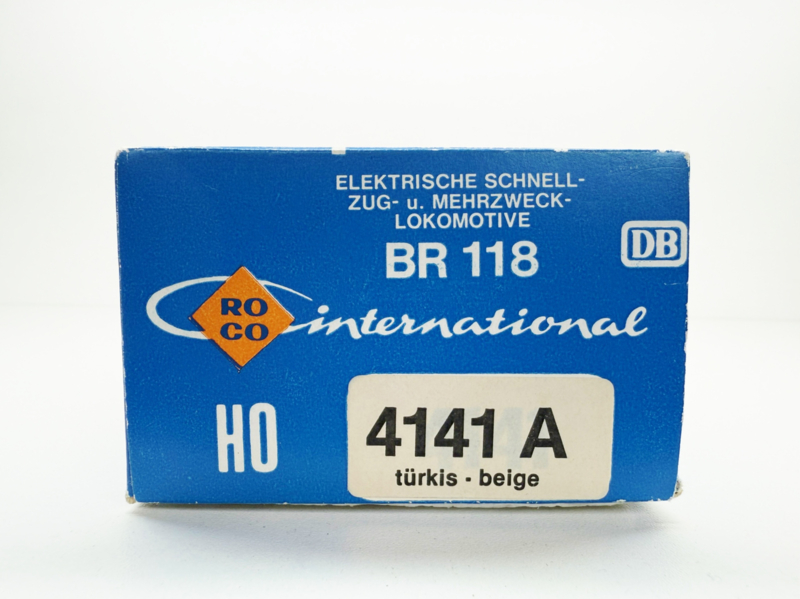 ELEKTRISCHE SCHNELL-
ZUG- u. MEHRZWECK-
LOKOMOTIVE
BR 118
DB
RO
CO
international
HO
4141 A
türkis · beige